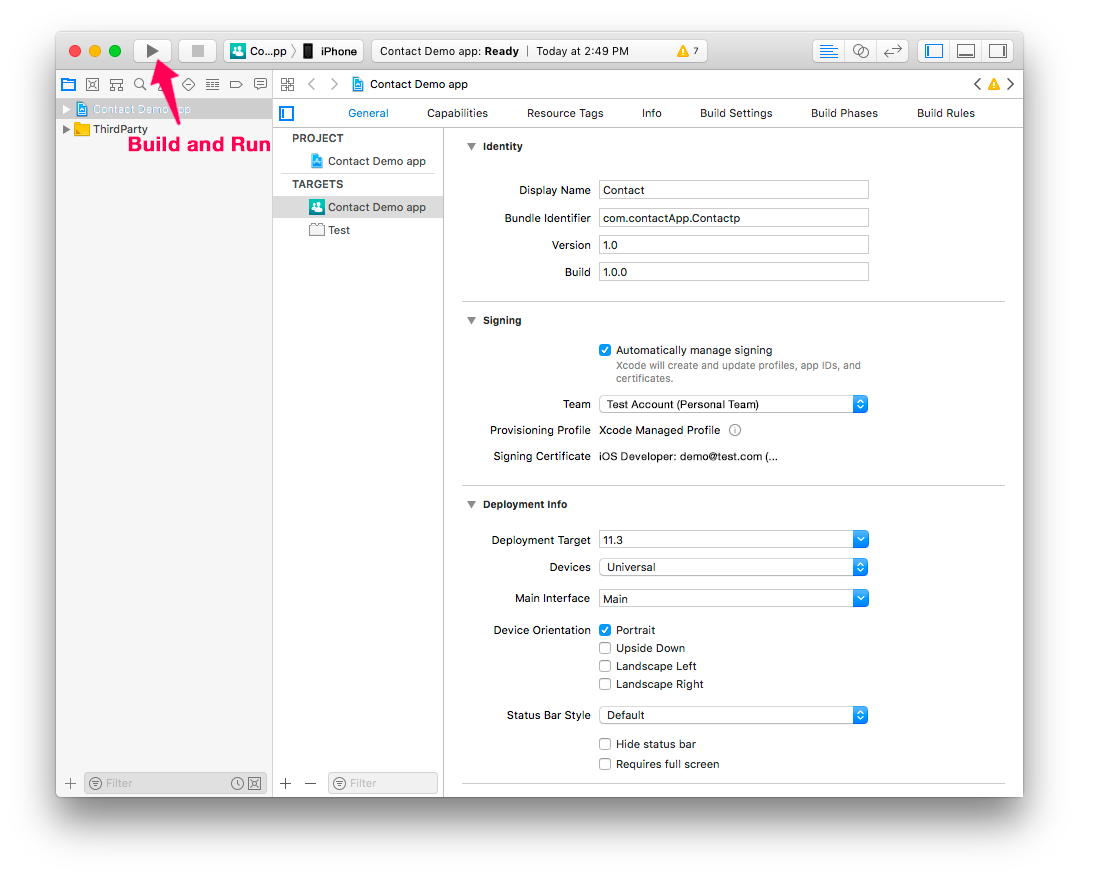 Co...pp 〉 iPhone
Contact Demo app: Ready | Today at 2:49 PM 7
Contact Demo app
Contact Demo app
ThirdParty
Build and Run
General Capabilities Resource Tags Info Build Settings Build Phases Build Rules
PROJECT
Contact Demo app
TARGETS
Contact Demo app
Test
Identity
Display Name Contact
Bundle Identifier com.contactApp.Contactp
Version 1.0
Build 1.0.0
Signing
Automatically manage signing
Xcode will create and update profiles, app IDs, and
certificates.
Team Test Account (Personal Team)
Provisioning Profile Xcode Managed Profile
Signing Certificate iOS Developer: demo@test.com (...
Deployment Info
Deployment Target 11.3
Devices Universal
Main Interface Main
Device Orientation Portrait
Upside Down
Landscape Left
Landscape Right
Status Bar Style Default
Hide status bar
Requires full screen
Filter
Filter